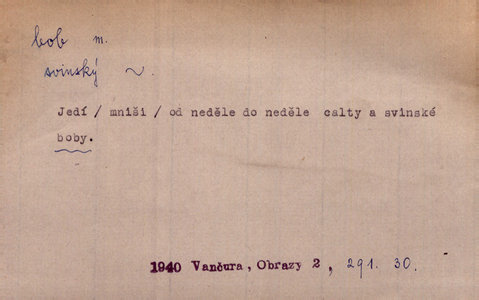 bob m.
svinský ~.
Jedí / mniši / od neděle do neděle calty a svinské
boby.
1940 Vančura, Obrazy 2, 291. 30.